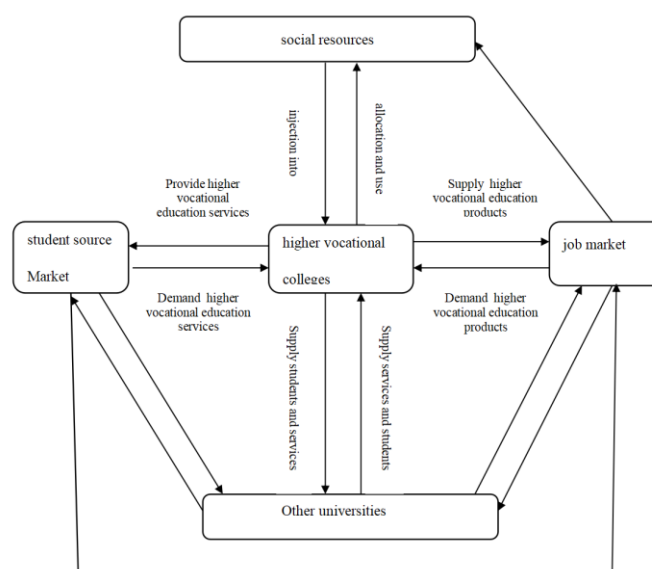 social resources
injection into
allocation and use
Provide higher
vocational
education services
Supply higher
vocational education
products
student source
Market
higher vocational
colleges
job market
Demand higher
vocational education
services
Demand higher
vocational education
products
Supply students and services
Supply services and students
Other universities